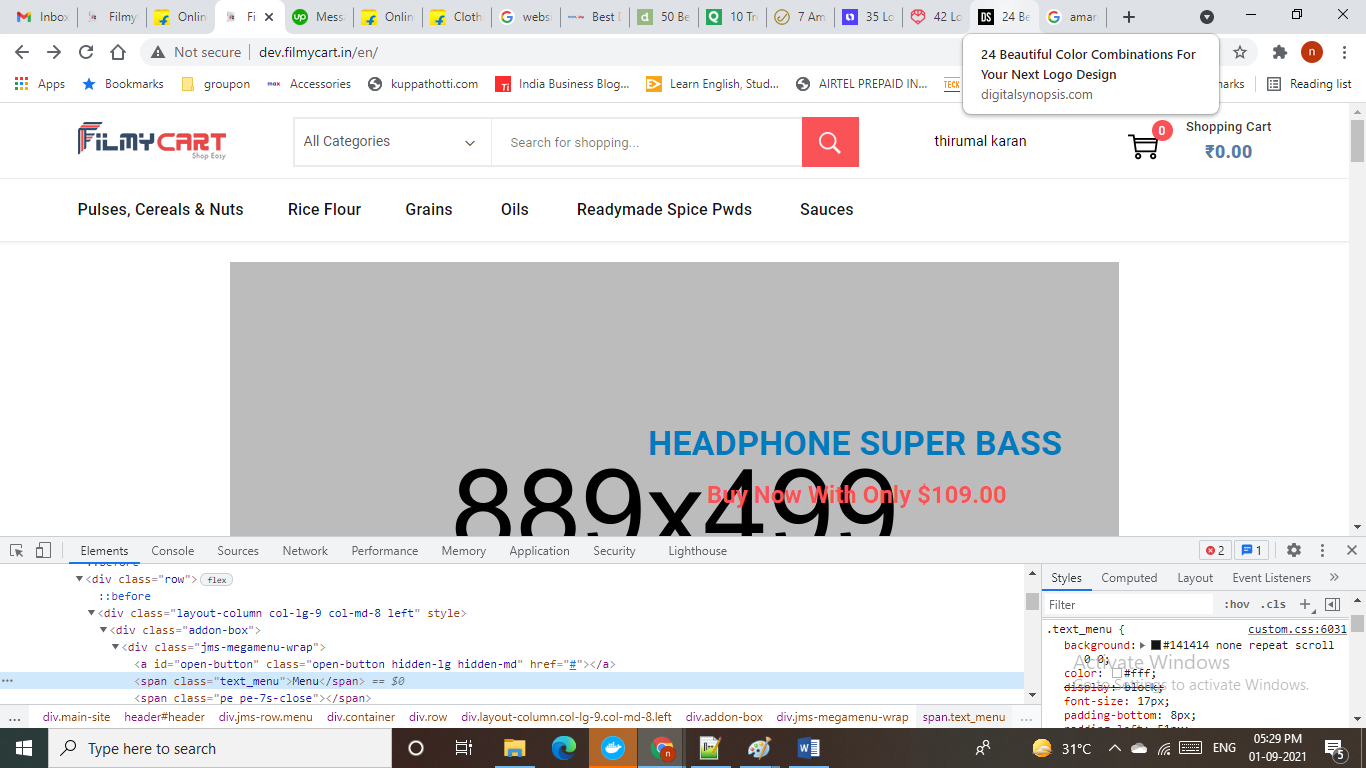 Inbox
Filmy
Onlin
Fi
Messa
Onlin
Cloth
websi
Best D
50 Be
10 Tr
7 Am
35 Lo
42 Lo
24 Be
amar
Not secure dev.filmycart.in/en/
n
24 Beautiful Color Combinations For
Your Next Logo Design
digitalsynopsis.com
Apps
Bookmarks
groupon
Accessories
kuppathotti.com
India Business Blog...
Learn English, Stud...
AIRTEL PREPAID IN...
TECK
marks
Reading list
FILMYCART
Shop Easy
All Categories
Search for shopping...
thirumal karan
0
Shopping Cart
₹0.00
Pulses, Cereals & Nuts Rice Flour Grains Oils Readymade Spice Pwds Sauces
HEADPHONE SUPER BASS
889x499
Buy Now With Only $109.00
Elements Console Sources Network Performance Memory Application Security Lighthouse
2
1
::before
<div class="row"> flex
::before
<div class="layout-column col-lg-9 col-md-8 left" style>
<div class="addon-box">
<div class="jms-megamenu-wrap">
<a id="open-button" class="open-button hidden-lg hidden-md" href="#"></a>
<span class="text_menu">Menu</span> == $0
<span class="pe pe-7s-close"></span>
... div.main-site header#header div.jms-row.menu div.container div.row div.layout-column.col-lg-9.col-md-8.left div.addon-box div.jms-megamenu-wrap span.text_menu ...
Styles Computed Layout Event Listeners »
Filter :hov .cls +
.text_menu { custom.css:6031
background: #141414 none repeat scroll
0 0;
color: #fff;
display: block;
font-size: 17px;
padding-bottom: 8px;
padding-left: 51px;
Activate Windows
Go to Settings to activate Windows.
Type here to search
31°C
ENG
05:29 PM
01-09-2021
5